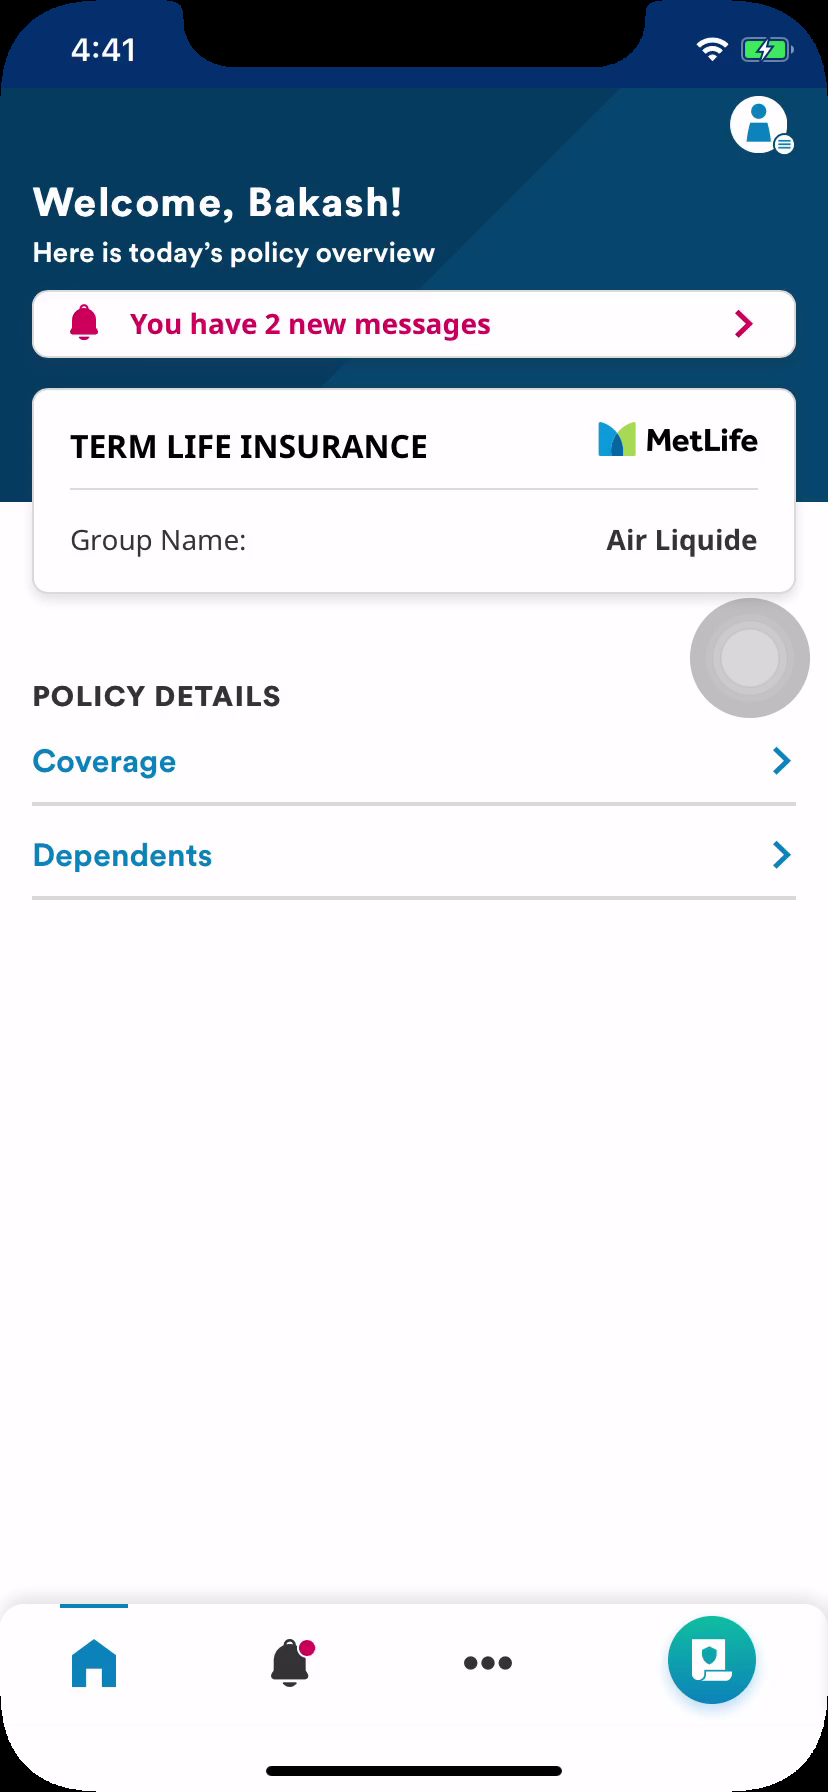 4:41
Welcome, Bakash!
Here is today’s policy overview
You have 2 new messages
TERM LIFE INSURANCE
MetLife
Group Name: Air Liquide
POLICY DETAILS
Coverage
Dependents